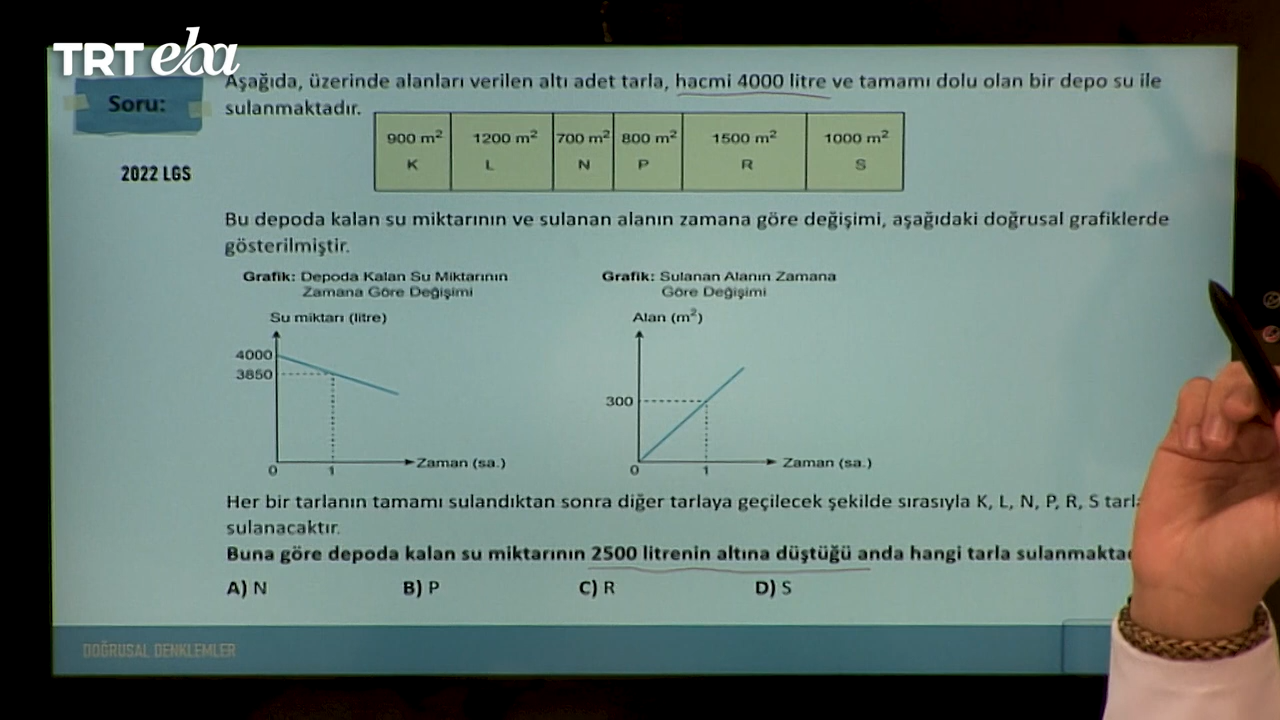 TRT eba
Soru:
2022 LGS
Aşağıda, üzerinde alanları verilen altı adet tarla, hacmi 4000 litre ve tamamı dolu olan bir depo su ile
sulanmaktadır.
900 m² 1200 m² 700 m² 800 m² 1500 m² 1000 m²
K L N P R S
Bu depoda kalan su miktarının ve sulanan alanın zamana göre değişimi, aşağıdaki doğrusal grafiklerde
gösterilmiştir.
Grafik: Depoda Kalan Su Miktarının
Zamana Göre Değişimi
Su miktarı (litre)
4000
3850
0 1 Zaman (sa.)
Grafik: Sulanan Alanın Zamana
Göre Değişimi
Alan (m²)
300
0 1 Zaman (sa.)
Her bir tarlanın tamamı sulandıktan sonra diğer tarlaya geçilecek şekilde sırasıyla K, L, N, P, R, S
sulanacaktır.
Buna göre depoda kalan su miktarının 2500 litrenin altına düştüğü anda hangi tarla
A) N B) P C) R D) S
DOĞRUSAL DENKLEMLER